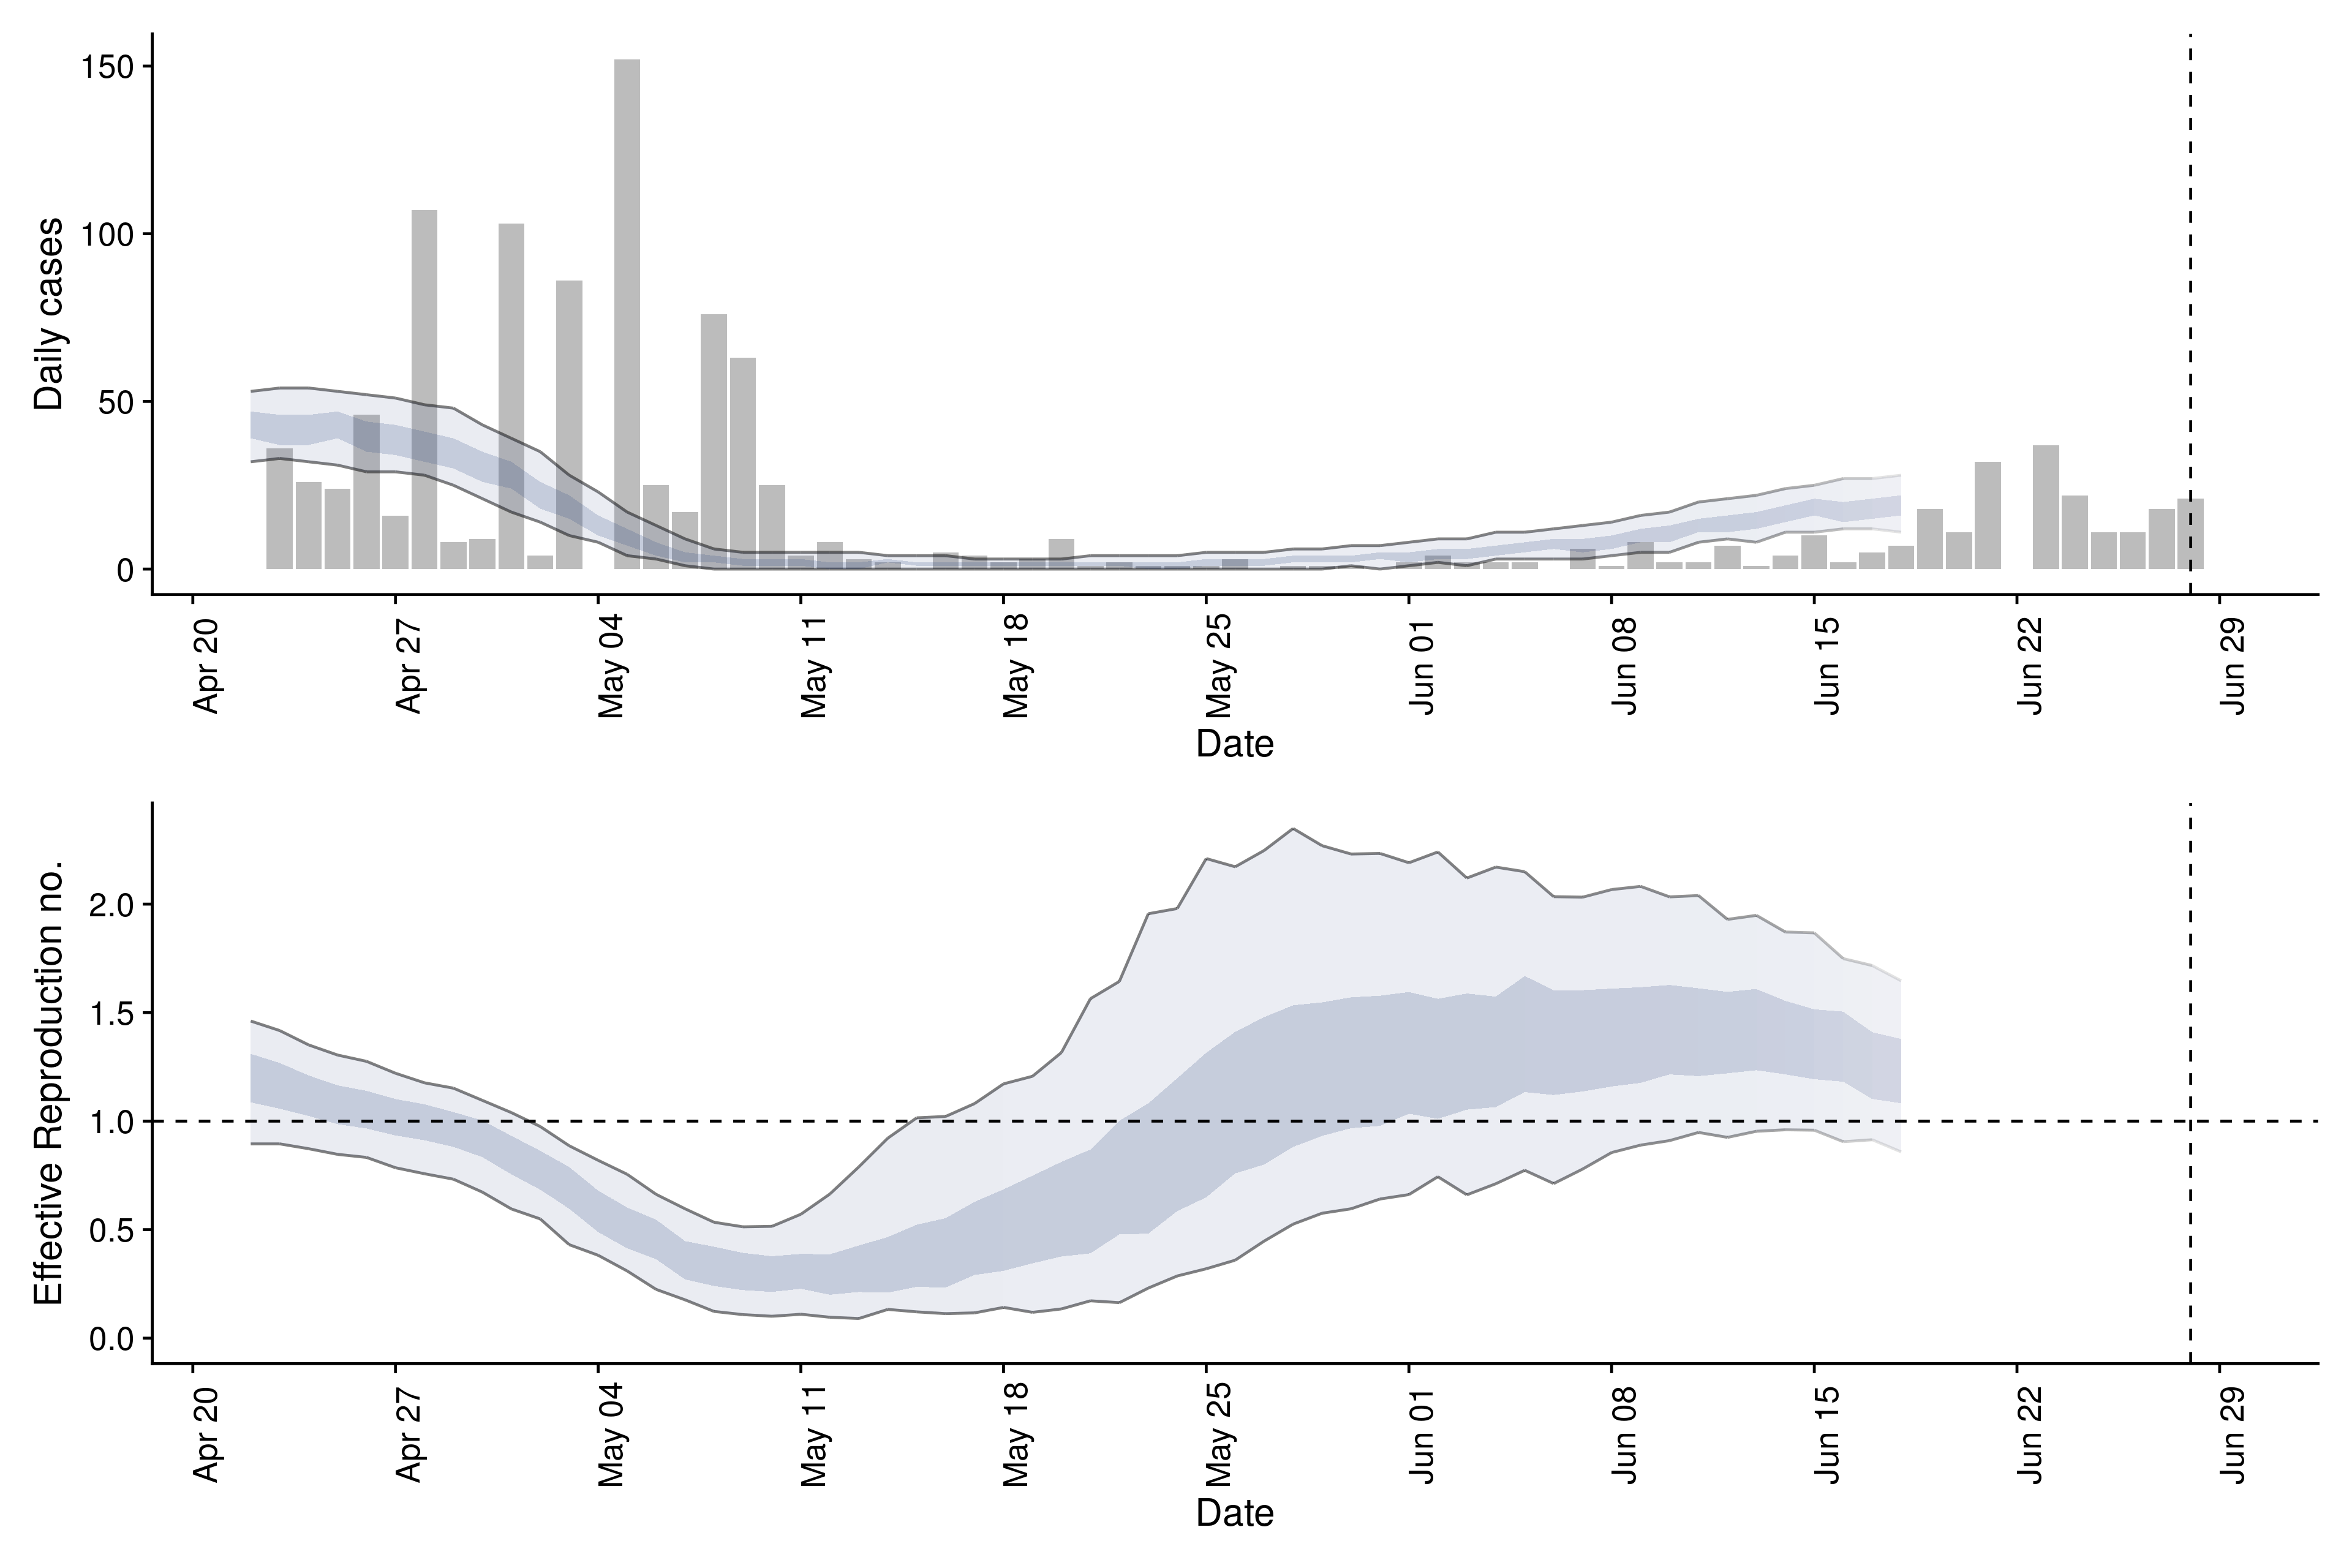 Daily cases
150
100
50
0
Apr 20
Apr 27
May 04
May 11
May 18
May 25
Jun 01
Jun 08
Jun 15
Jun 22
Jun 29
Date
Effective Reproduction no.
2.0
1.5
1.0
0.5
0.0
Apr 20
Apr 27
May 04
May 11
May 18
May 25
Jun 01
Jun 08
Jun 15
Jun 22
Jun 29
Date